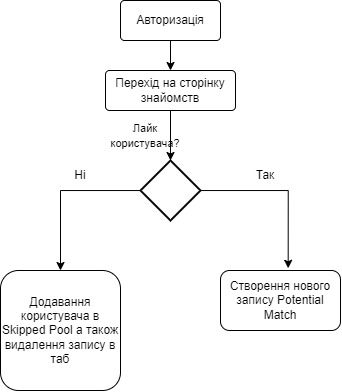 Авторизація
Перехід на сторінку
знайомств
Лайк
користувача?
Ні
Так
Додавання
користувача в
Skipped Pool а також
видалення запису в
таб
Створення нового
запису Potential
Match